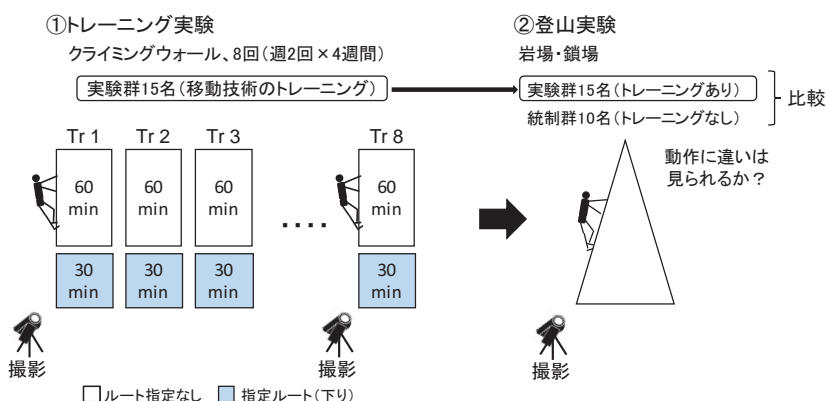 ①トレーニング実験
クライミングウォール、8回（週2回×4週間）
実験群15名（移動技術のトレーニング）
Tr 1
Tr 2
Tr 3
Tr 8
60
min
60
min
60
min
60
min
・・・・
30
min
30
min
30
min
30
min
撮影
撮影
ルート指定なし
指定ルート（下り）
②登山実験
岩場・鎖場
実験群15名（トレーニングあり）
統制群10名（トレーニングなし）
比較
動作に違いは
見られるか？
撮影